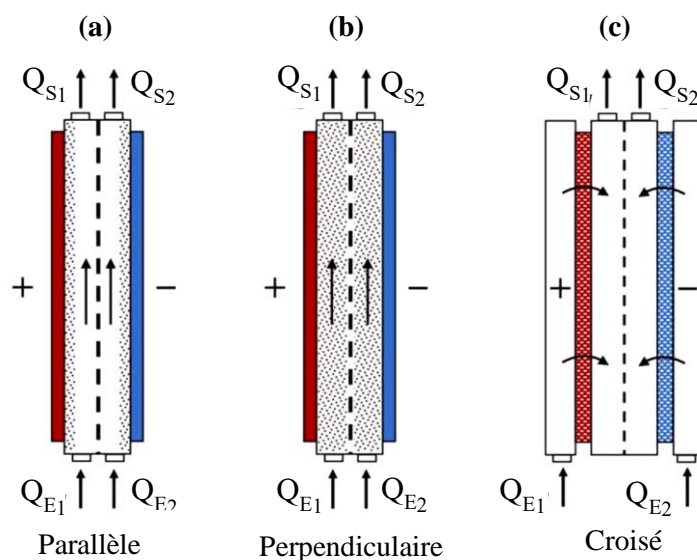 (a) (b) (c)
Q_S1 Q_S2 Q_S1 Q_S2 Q_S1 Q_S2
+ − + − + −
Q_E1 Q_E2 Q_E1 Q_E2 Q_E1 Q_E2
Parallèle Perpendiculaire Croisé